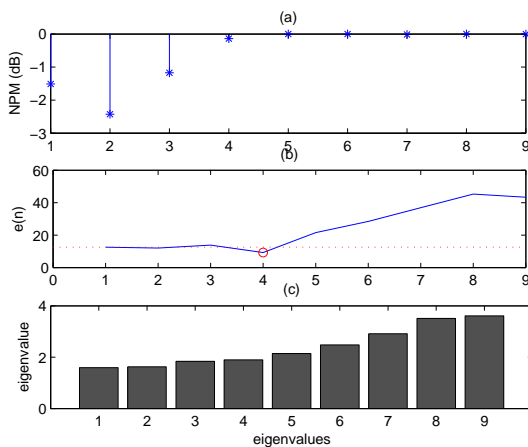 (a)
NPM (dB)
0
−1
−2
−3
1 2 3 4 5 6 7 8 9
(b)
e(n)
60
40
20
0
0 1 2 3 4 5 6 7 8 9
(c)
eigenvalue
4
2
0
1 2 3 4 5 6 7 8 9
eigenvalues